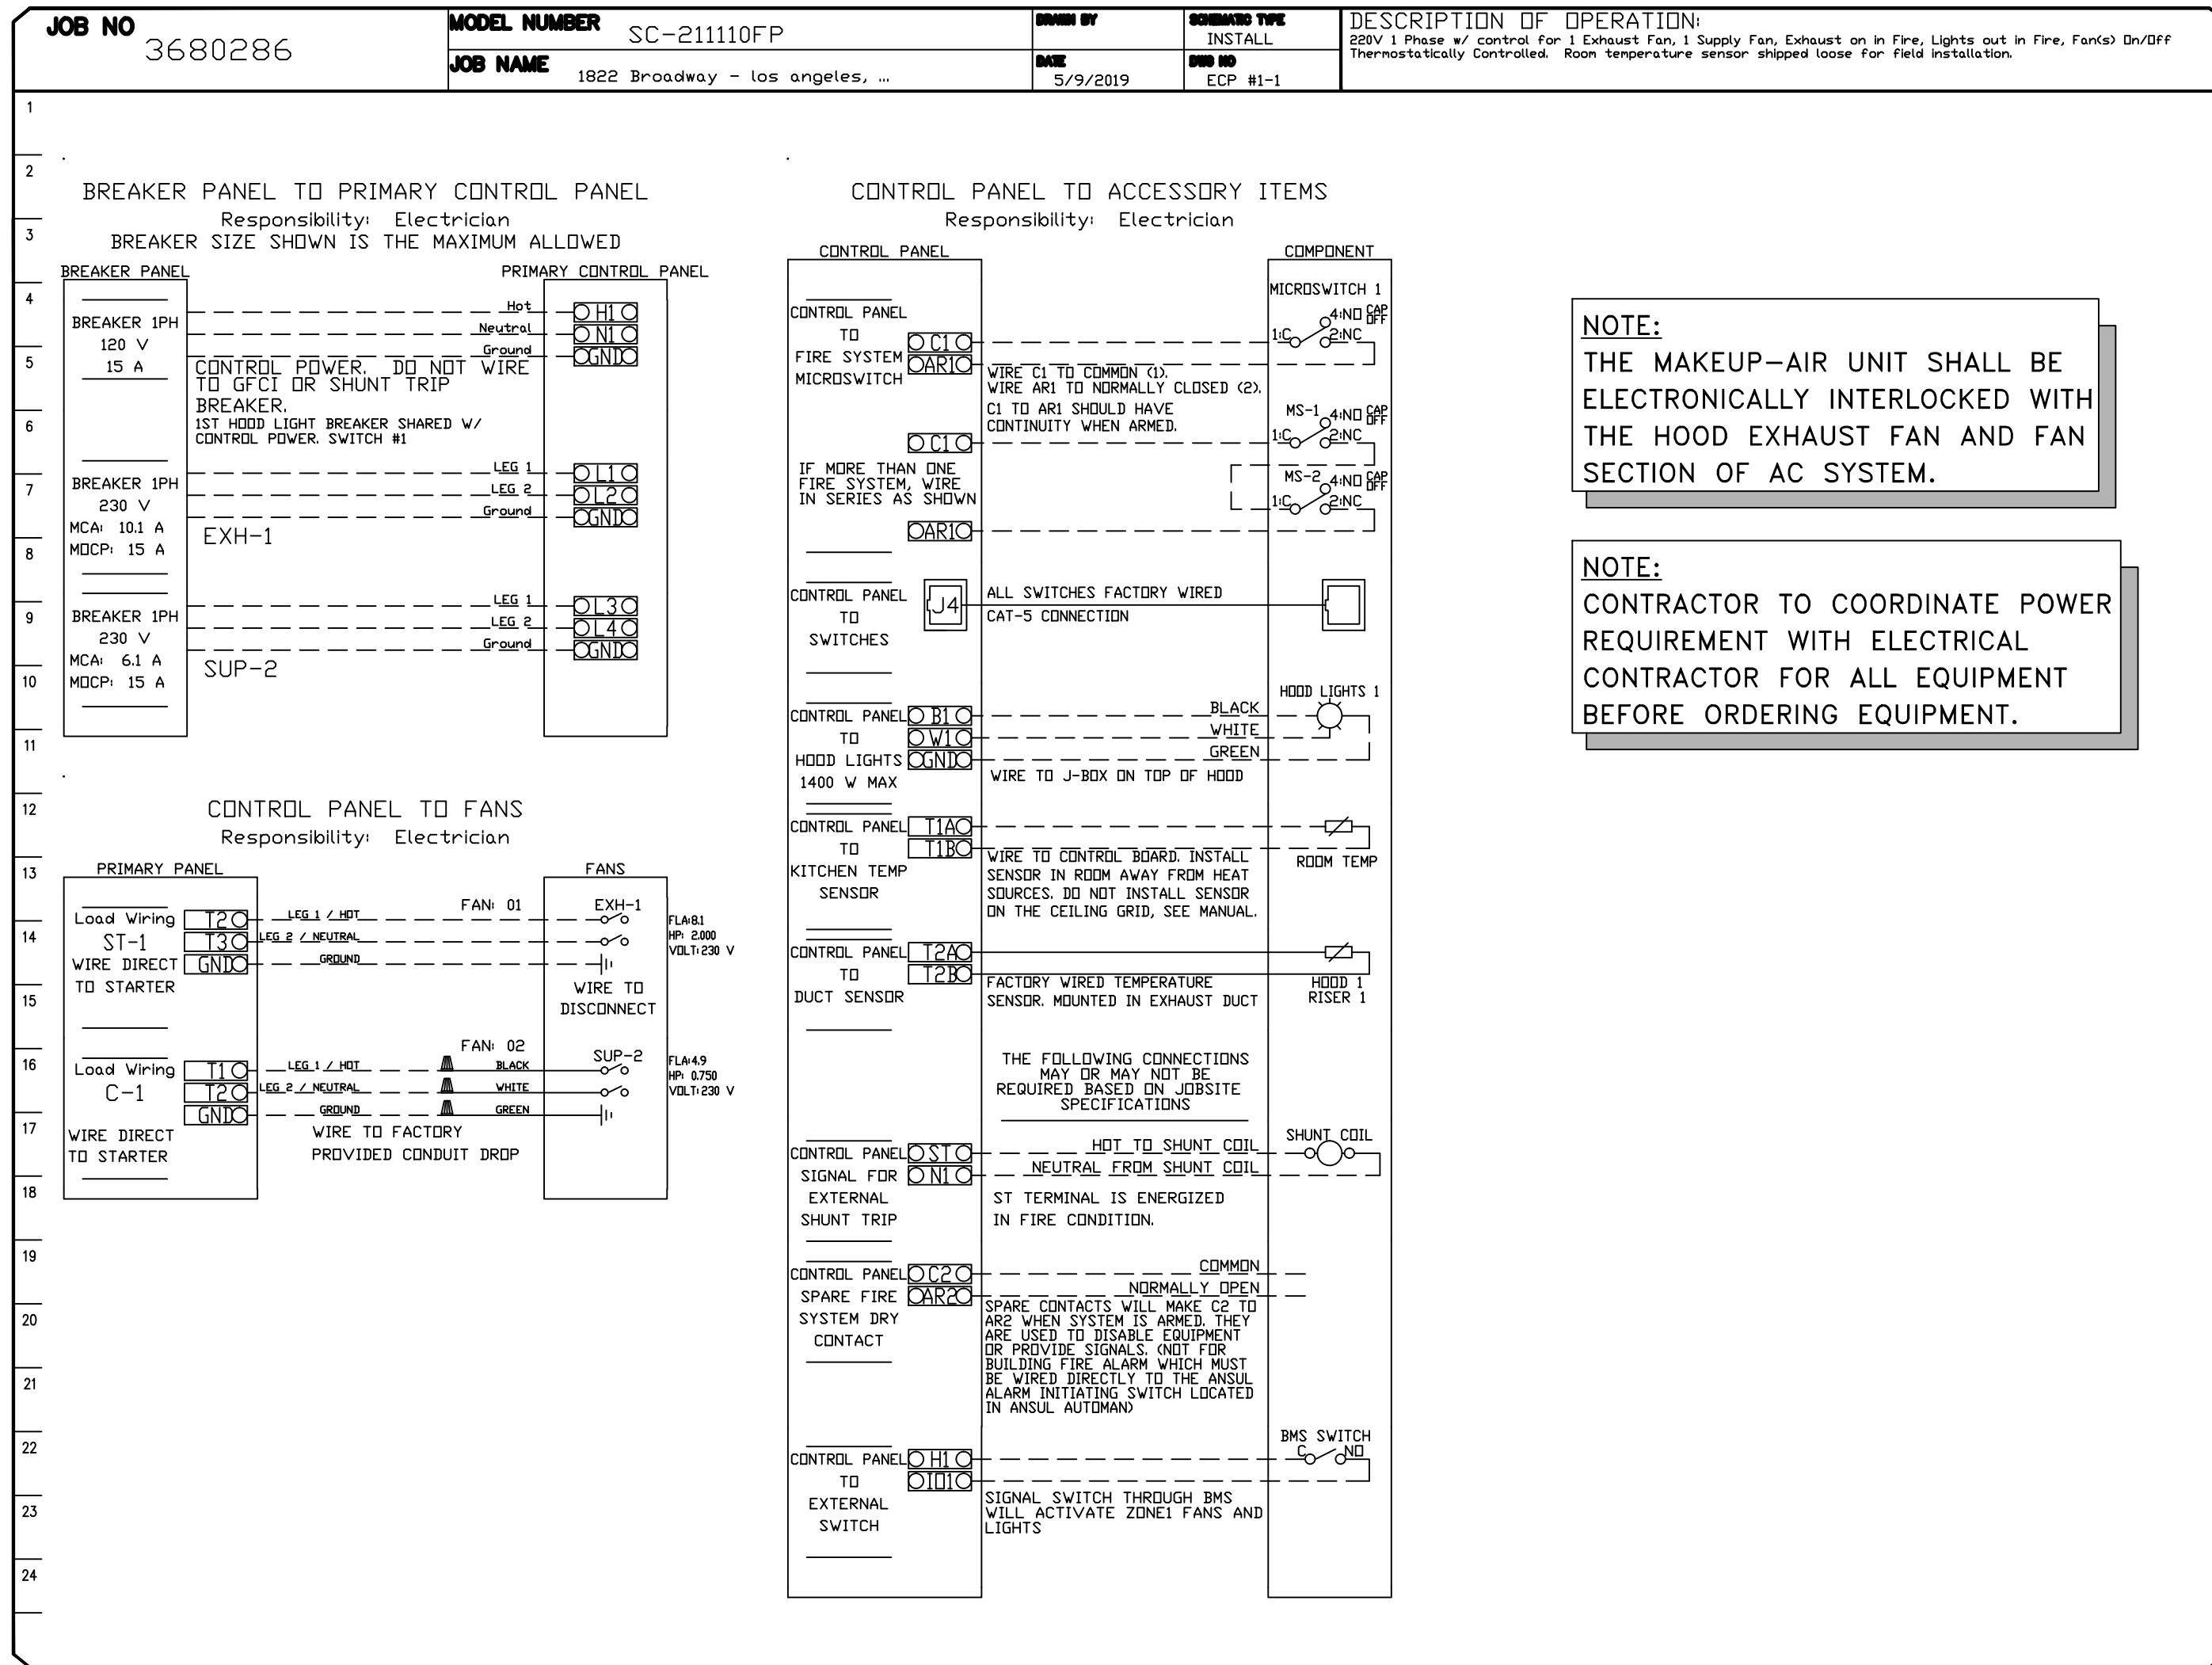 JOB NO
3680286
MODEL NUMBER
SC-211110FP
JOB NAME
1822 Broadway - los angeles, ...
DRAWN BY
SCHEMATIC TYPE
INSTALL
DATE
5/9/2019
DWG NO
ECP #1-1
DESCRIPTION OF OPERATION:
220V 1 Phase w/ control for 1 Exhaust Fan, 1 Supply Fan, Exhaust on in Fire, Lights out in Fire, Fan(s) On/Off
Thermostatically Controlled. Room temperature sensor shipped loose for field installation.
1
2
3
4
5
6
7
8
9
10
11
12
13
14
15
16
17
18
19
20
21
22
23
24
BREAKER PANEL TO PRIMARY CONTROL PANEL
Responsibility: Electrician
BREAKER SIZE SHOWN IS THE MAXIMUM ALLOWED
BREAKER PANEL
PRIMARY CONTROL PANEL
BREAKER 1PH
120 V
15 A
Hot
H1
Neutral
N1
Ground
GND
CONTROL POWER. DO NOT WIRE
TO GFCI OR SHUNT TRIP
BREAKER.
1ST HOOD LIGHT BREAKER SHARED W/
CONTROL POWER. SWITCH #1
BREAKER 1PH
230 V
MCA: 10.1 A
MOCP: 15 A
LEG 1
L1
LEG 2
L2
Ground
GND
EXH-1
BREAKER 1PH
230 V
MCA: 6.1 A
MOCP: 15 A
LEG 1
L3
LEG 2
L4
Ground
GND
SUP-2
CONTROL PANEL TO FANS
Responsibility: Electrician
PRIMARY PANEL
FANS
Load Wiring
ST-1
WIRE DIRECT
TO STARTER
T2
T3
GND
LEG 1 / HOT
LEG 2 / NEUTRAL
GROUND
FAN: 01
EXH-1
WIRE TO
DISCONNECT
FLA:8.1
HP: 2.000
VOLT:230 V
Load Wiring
C-1
WIRE DIRECT
TO STARTER
T1
T2
GND
LEG 1 / HOT
LEG 2 / NEUTRAL
GROUND
FAN: 02
BLACK
WHITE
GREEN
WIRE TO FACTORY
PROVIDED CONDUIT DROP
SUP-2
FLA:4.9
HP: 0.750
VOLT:230 V
CONTROL PANEL TO ACCESSORY ITEMS
Responsibility: Electrician
CONTROL PANEL
COMPONENT
CONTROL PANEL
TO
FIRE SYSTEM
MICROSWITCH
C1
AR1
WIRE C1 TO COMMON (1).
WIRE AR1 TO NORMALLY CLOSED (2).
C1 TO AR1 SHOULD HAVE
CONTINUITY WHEN ARMED.
MICROSWITCH 1
4:NO CAP OFF
1:C
2:NC
C1
MS-1
4:NO CAP OFF
1:C
2:NC
IF MORE THAN ONE
FIRE SYSTEM, WIRE
IN SERIES AS SHOWN
MS-2
4:NO CAP OFF
1:C
2:NC
AR1
CONTROL PANEL
TO
SWITCHES
J4
ALL SWITCHES FACTORY WIRED
CAT-5 CONNECTION
CONTROL PANEL
TO
HOOD LIGHTS
1400 W MAX
B1
W1
GND
BLACK
WHITE
GREEN
WIRE TO J-BOX ON TOP OF HOOD
HOOD LIGHTS 1
CONTROL PANEL
TO
KITCHEN TEMP
SENSOR
T1A
T1B
WIRE TO CONTROL BOARD. INSTALL
SENSOR IN ROOM AWAY FROM HEAT
SOURCES. DO NOT INSTALL SENSOR
ON THE CEILING GRID, SEE MANUAL.
ROOM TEMP
CONTROL PANEL
TO
DUCT SENSOR
T2A
T2B
FACTORY WIRED TEMPERATURE
SENSOR. MOUNTED IN EXHAUST DUCT
HOOD 1
RISER 1
THE FOLLOWING CONNECTIONS
MAY OR MAY NOT BE
REQUIRED BASED ON JOBSITE
SPECIFICATIONS
CONTROL PANEL
SIGNAL FOR
EXTERNAL
SHUNT TRIP
ST
N1
HOT TO SHUNT COIL
NEUTRAL FROM SHUNT COIL
ST TERMINAL IS ENERGIZED
IN FIRE CONDITION.
SHUNT COIL
CONTROL PANEL
SPARE FIRE
SYSTEM DRY
CONTACT
C2
AR2
COMMON
NORMALLY OPEN
SPARE CONTACTS WILL MAKE C2 TO
AR2 WHEN SYSTEM IS ARMED. THEY
ARE USED TO DISABLE EQUIPMENT
OR PROVIDE SIGNALS. (NOT FOR
BUILDING FIRE ALARM WHICH MUST
BE WIRED DIRECTLY TO THE ANSUL
ALARM INITIATING SWITCH LOCATED
IN ANSUL AUTOMAN)
CONTROL PANEL
TO
EXTERNAL
SWITCH
H1
IO1
SIGNAL SWITCH THROUGH BMS
WILL ACTIVATE ZONE1 FANS AND
LIGHTS
BMS SWITCH
C
NO
NOTE:
THE MAKEUP-AIR UNIT SHALL BE
ELECTRONICALLY INTERLOCKED WITH
THE HOOD EXHAUST FAN AND FAN
SECTION OF AC SYSTEM.
NOTE:
CONTRACTOR TO COORDINATE POWER
REQUIREMENT WITH ELECTRICAL
CONTRACTOR FOR ALL EQUIPMENT
BEFORE ORDERING EQUIPMENT.